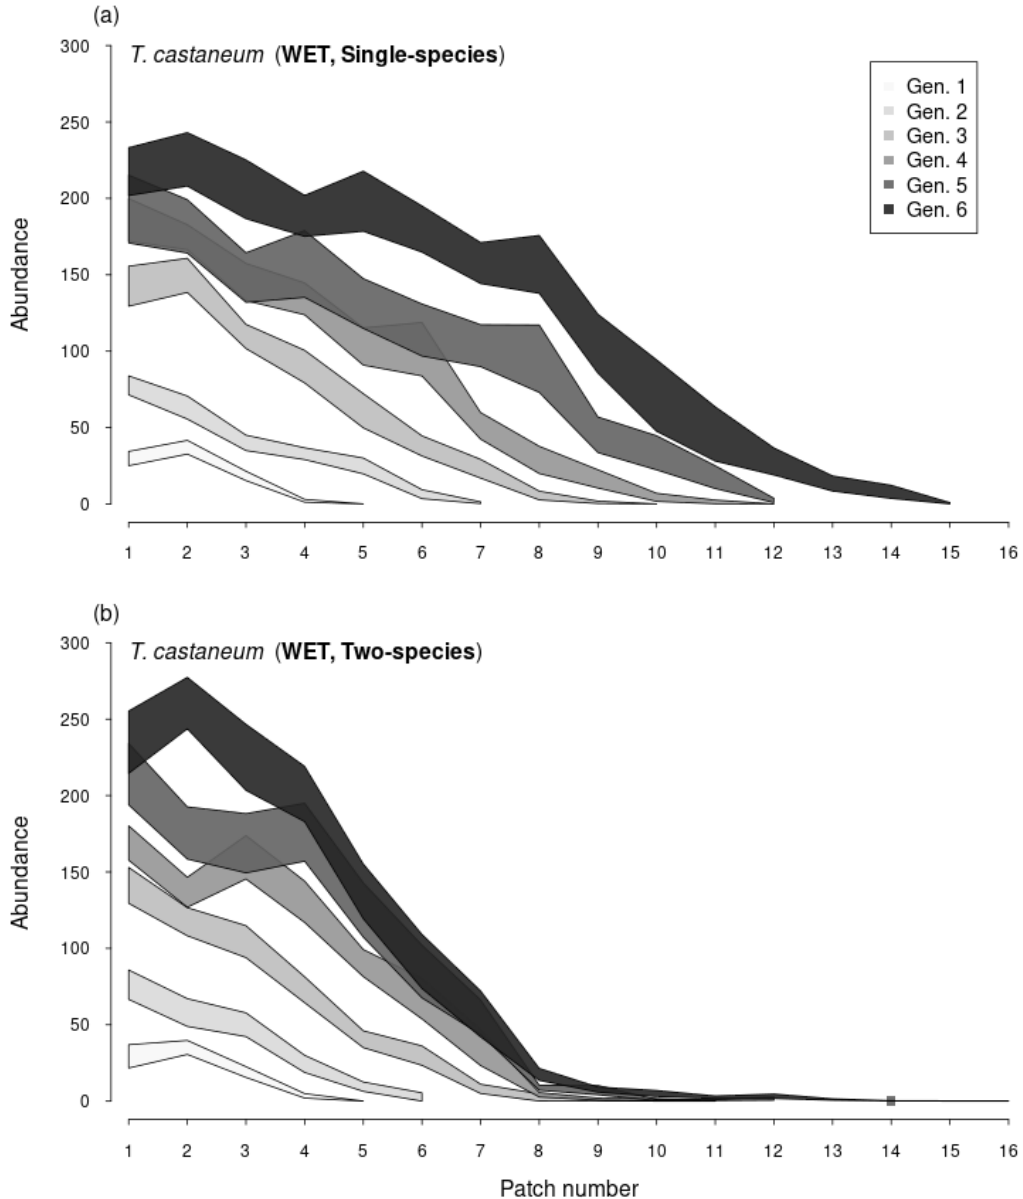 (a)
T. castaneum (WET, Single-species)
300
250
200
150
100
50
0
Abundance
Gen. 1
Gen. 2
Gen. 3
Gen. 4
Gen. 5
Gen. 6
1 2 3 4 5 6 7 8 9 10 11 12 13 14 15 16
(b)
T. castaneum (WET, Two-species)
300
250
200
150
100
50
0
Abundance
1 2 3 4 5 6 7 8 9 10 11 12 13 14 15 16
Patch number